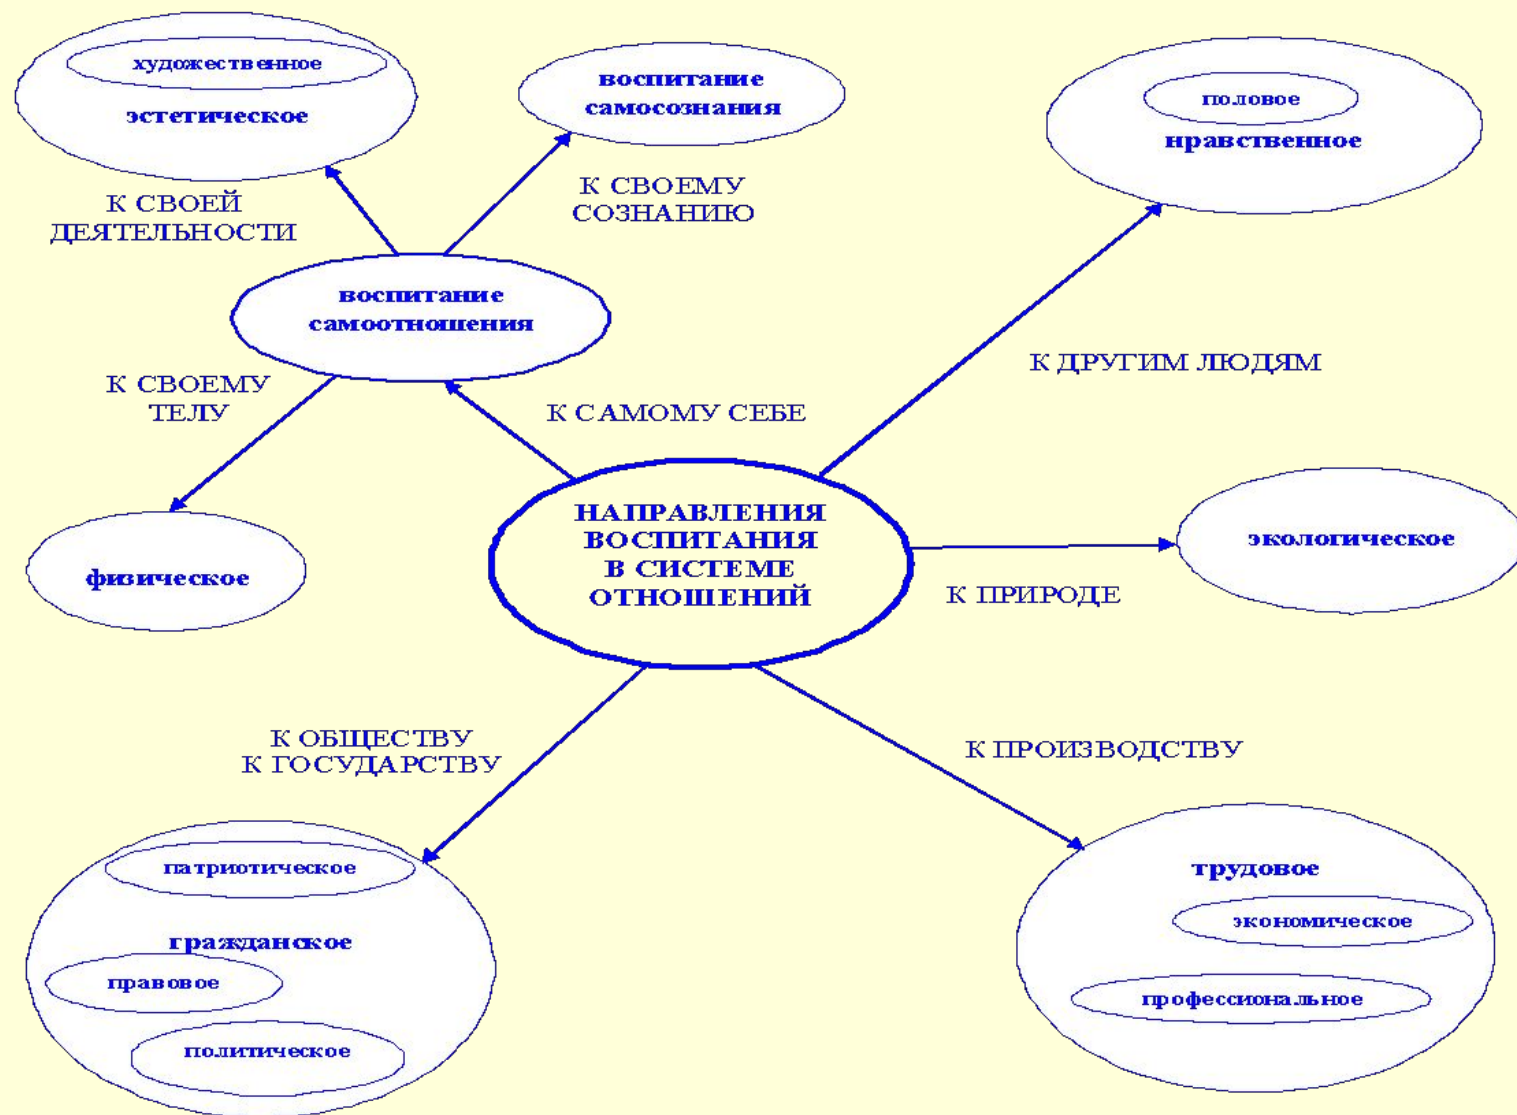 художественное
эстетическое
воспитание
самосознания
половое
нравственное
К СВОЕЙ
ДЕЯТЕЛЬНОСТИ
К СВОЕМУ
СОЗНАНИЮ
воспитание
самоотношения
К ДРУГИМ ЛЮДЯМ
К СВОЕМУ
ТЕЛУ
К САМОМУ СЕБЕ
физическое
НАПРАВЛЕНИЯ
ВОСПИТАНИЯ
В СИСТЕМЕ
ОТНОШЕНИЙ
экологическое
К ПРИРОДЕ
К ОБЩЕСТВУ
К ГОСУДАРСТВУ
К ПРОИЗВОДСТВУ
патриотическое
гражданское
правовое
политическое
трудовое
экономическое
профессиональное